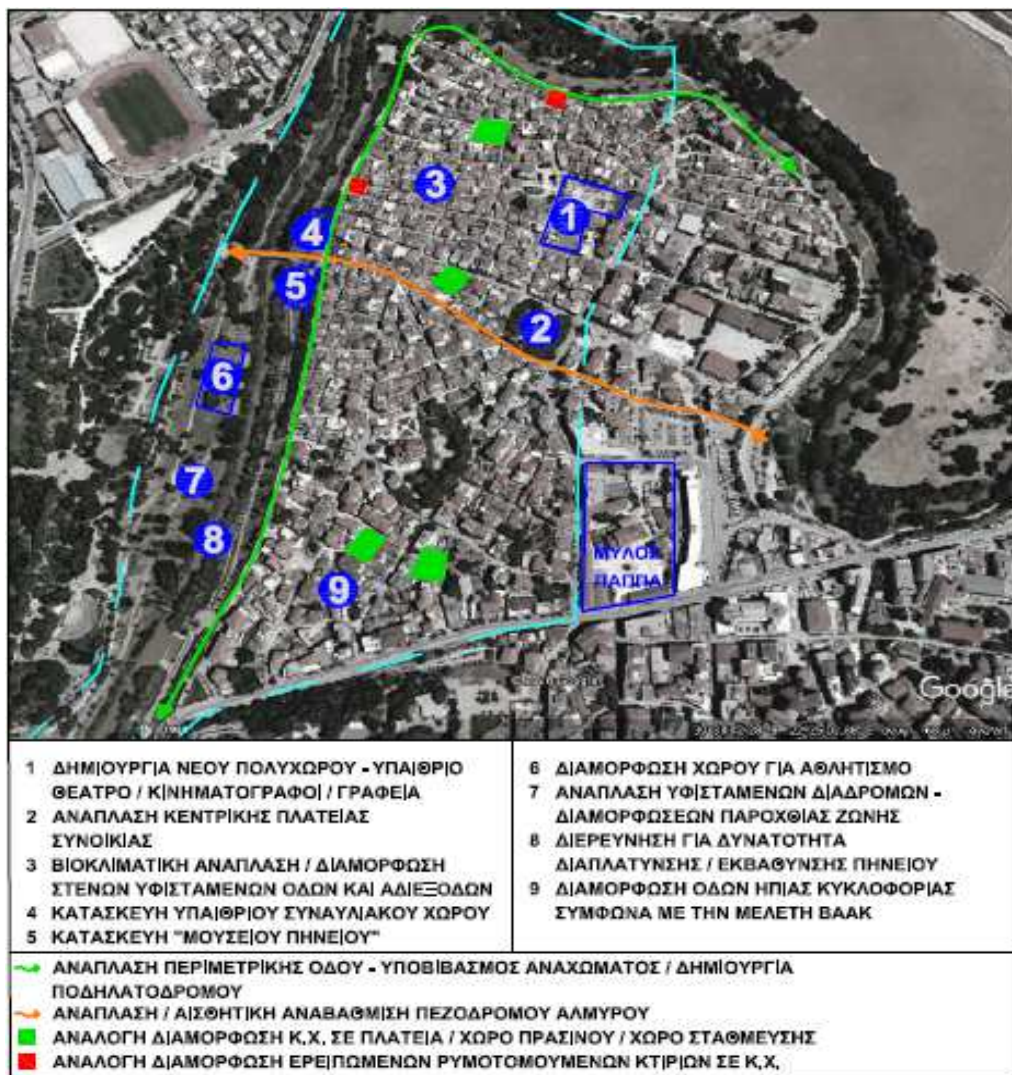 3
1
4
5
2
6
7
8
9
ΜΥΛΟΣ
ΠΑΠΠΑ
Google
1 ΔΗΜΙΟΥΡΓΙΑ ΝΕΟΥ ΠΟΛΥΧΩΡΟΥ - ΥΠΑΙΘΡΙΟ
ΘΕΑΤΡΟ / ΚΙΝΗΜΑΤΟΓΡΑΦΟΙ / ΓΡΑΦΕΙΑ
2 ΑΝΑΠΛΑΣΗ ΚΕΝΤΡΙΚΗΣ ΠΛΑΤΕΙΑΣ
ΣΥΝΟΙΚΙΑΣ
3 ΒΙΟΚΛΙΜΑΤΙΚΗ ΑΝΑΠΛΑΣΗ / ΔΙΑΜΟΡΦΩΣΗ
ΣΤΕΝΩΝ ΥΦΙΣΤΑΜΕΝΩΝ ΟΔΩΝ ΚΑΙ ΑΔΙΕΞΟΔΩΝ
4 ΚΑΤΑΣΚΕΥΗ ΥΠΑΙΘΡΙΟΥ ΣΥΝΑΥΛΙΑΚΟΥ ΧΩΡΟΥ
5 ΚΑΤΑΣΚΕΥΗ "ΜΟΥΣΕΙΟΥ ΠΗΝΕΙΟΥ"
6 ΔΙΑΜΟΡΦΩΣΗ ΧΩΡΟΥ ΓΙΑ ΑΘΛΗΤΙΣΜΟ
7 ΑΝΑΠΛΑΣΗ ΥΦΙΣΤΑΜΕΝΩΝ ΔΙΑΔΡΟΜΩΝ -
ΔΙΑΜΟΡΦΩΣΕΩΝ ΠΑΡΟΧΘΙΑΣ ΖΩΝΗΣ
8 ΔΙΕΡΕΥΝΗΣΗ ΓΙΑ ΔΥΝΑΤΟΤΗΤΑ
ΔΙΑΠΛΑΤΥΝΣΗΣ / ΕΚΒΑΘΥΝΣΗΣ ΠΗΝΕΙΟΥ
9 ΔΙΑΜΟΡΦΩΣΗ ΟΔΩΝ ΗΠΙΑΣ ΚΥΚΛΟΦΟΡΙΑΣ
ΣΥΜΦΩΝΑ ΜΕ ΤΗΝ ΜΕΛΕΤΗ ΒΑΑΚ
ΑΝΑΠΛΑΣΗ ΠΕΡΙΜΕΤΡΙΚΗΣ ΟΔΟΥ - ΥΠΟΒΙΒΑΣΜΟΣ ΑΝΑΧΩΜΑΤΟΣ / ΔΗΜΙΟΥΡΓΙΑ
ΠΟΔΗΛΑΤΟΔΡΟΜΟΥ
ΑΝΑΠΛΑΣΗ / ΑΙΣΘΗΤΙΚΗ ΑΝΑΒΑΘΜΙΣΗ ΠΕΖΟΔΡΟΜΟΥ ΑΛΜΥΡΟΥ
ΑΝΑΛΟΓΗ ΔΙΑΜΟΡΦΩΣΗ Κ.Χ. ΣΕ ΠΛΑΤΕΙΑ / ΧΩΡΟ ΠΡΑΣΙΝΟΥ / ΧΩΡΟ ΣΤΑΘΜΕΥΣΗΣ
ΑΝΑΛΟΓΗ ΔΙΑΜΟΡΦΩΣΗ ΕΡΕΙΠΩΜΕΝΩΝ ΡΥΜΟΤΟΜΟΥΜΕΝΩΝ ΚΤΙΡΙΩΝ ΣΕ Κ.Χ.